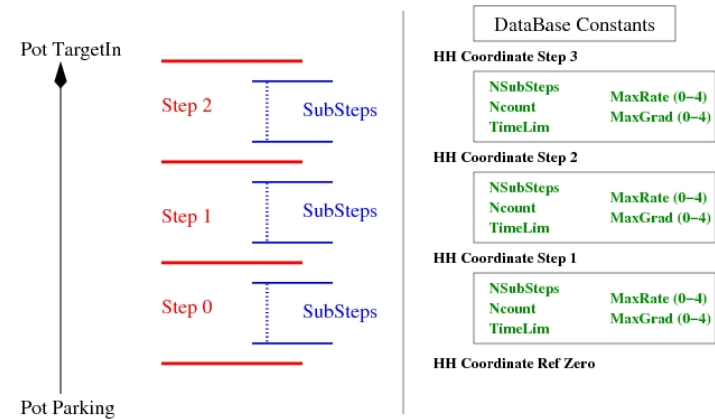 Pot TargetIn
Step 2
SubSteps
Step 1
SubSteps
Step 0
SubSteps
Pot Parking
DataBase Constants
HH Coordinate Step 3
NSubSteps
Ncount
TimeLim
MaxRate (0−4)
MaxGrad (0−4)
HH Coordinate Step 2
NSubSteps
Ncount
TimeLim
MaxRate (0−4)
MaxGrad (0−4)
HH Coordinate Step 1
NSubSteps
Ncount
TimeLim
MaxRate (0−4)
MaxGrad (0−4)
HH Coordinate Ref Zero